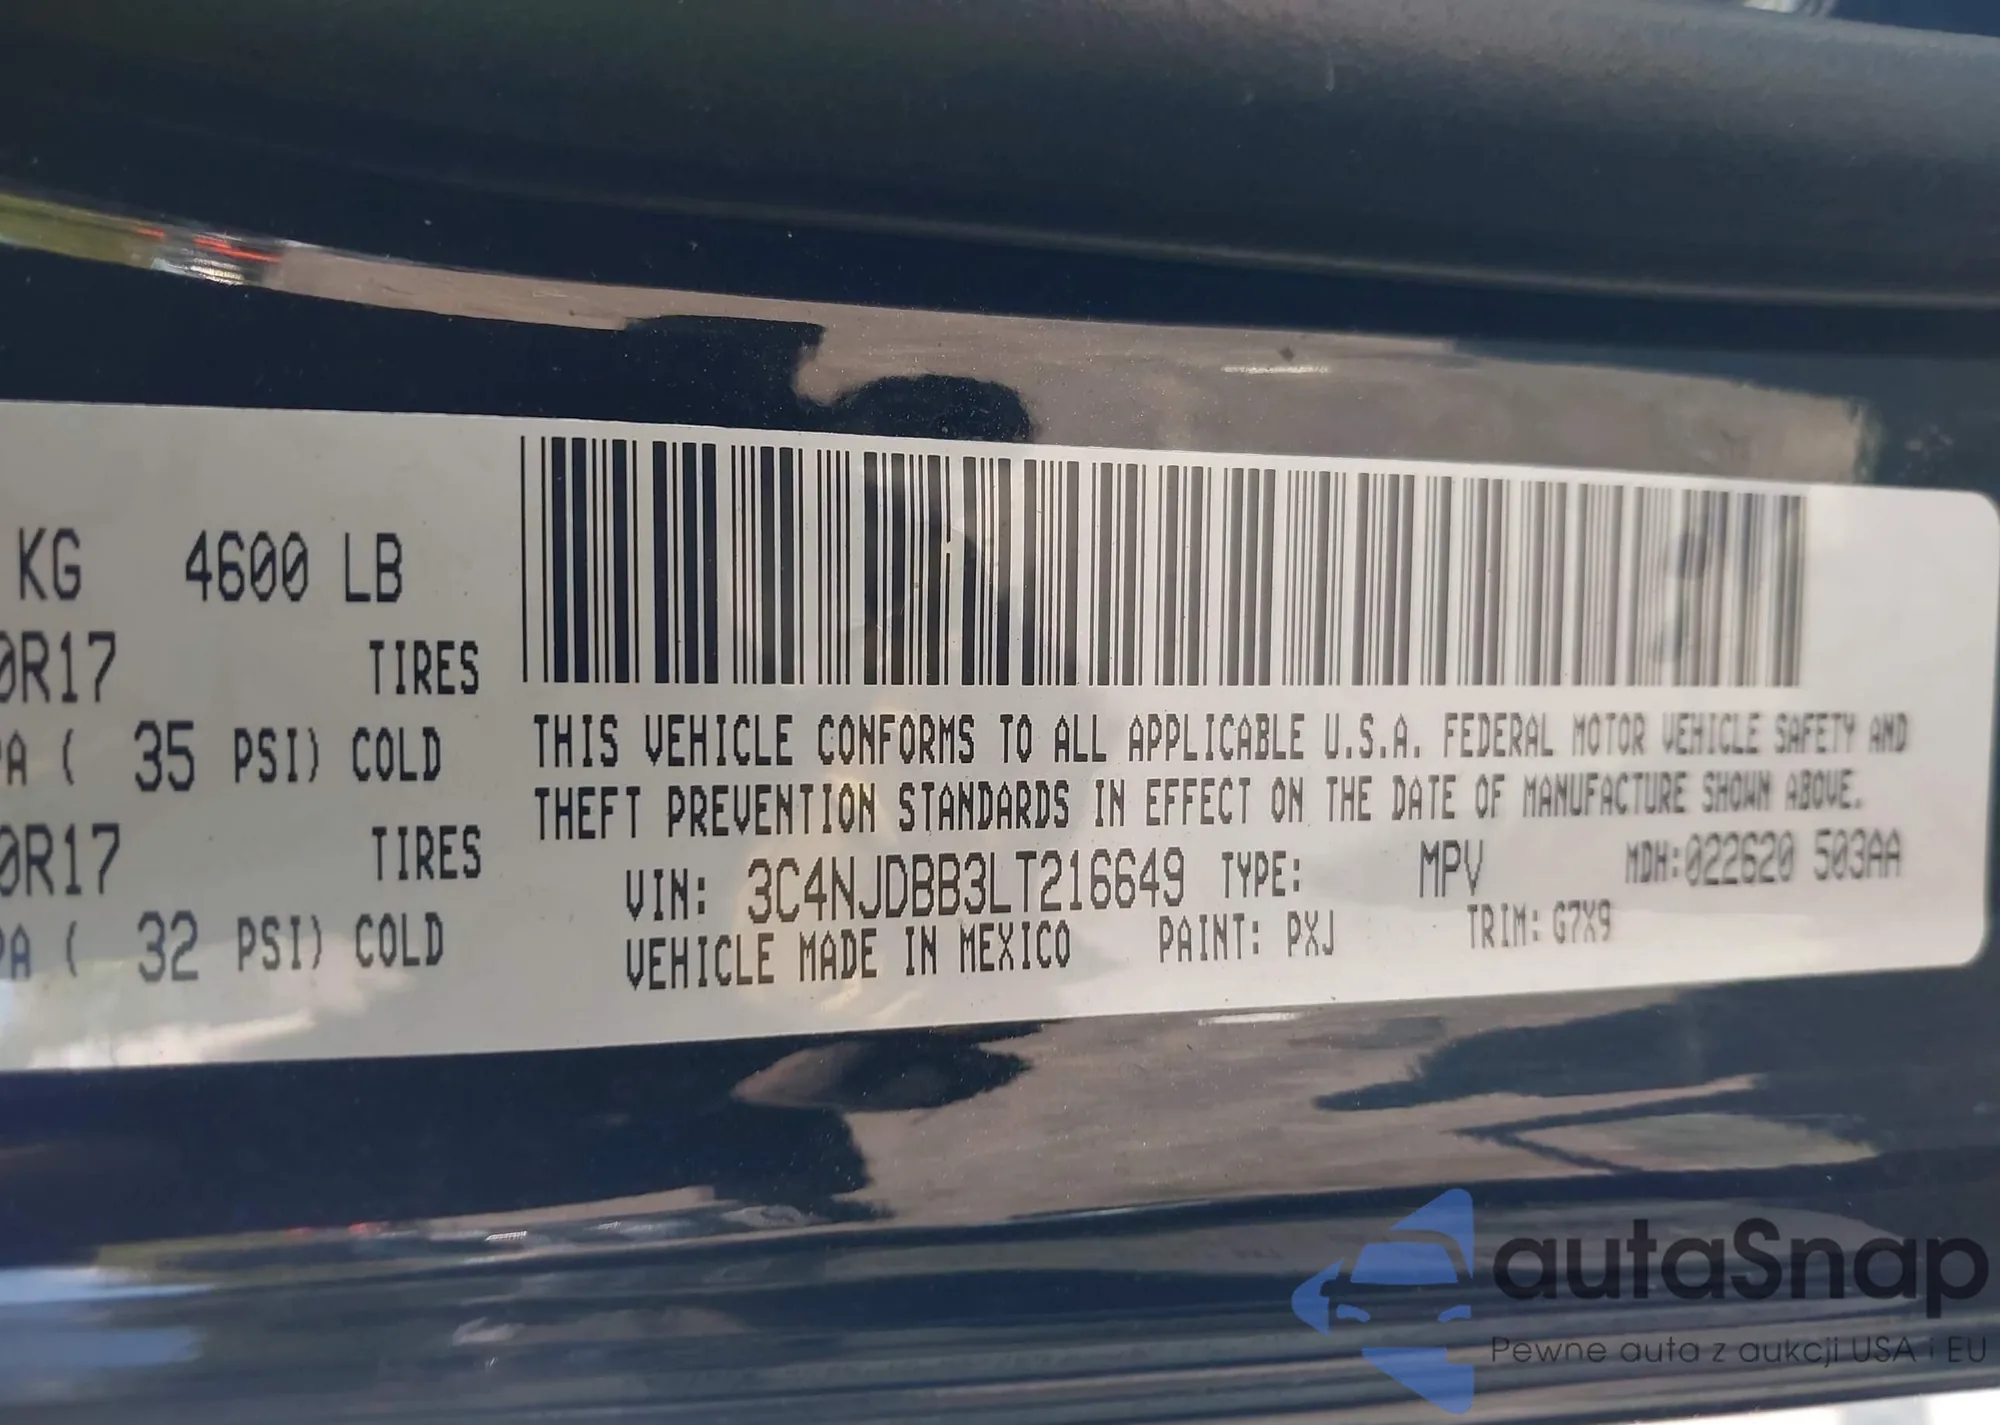 KG 4600 LB
0R17 TIRES
PA ( 35 PSI) COLD
0R17 TIRES
PA ( 32 PSI) COLD
THIS VEHICLE CONFORMS TO ALL APPLICABLE U.S.A. FEDERAL MOTOR VEHICLE SAFETY AND
THEFT PREVENTION STANDARDS IN EFFECT ON THE DATE OF MANUFACTURE SHOWN ABOVE.
VIN: 3C4NJDBB3LT216649 TYPE: MPV MDH:022620 503AA
VEHICLE MADE IN MEXICO PAINT: PXJ TRIM: G7X9
autaSnap
Pewne auta z aukcji USA i EU